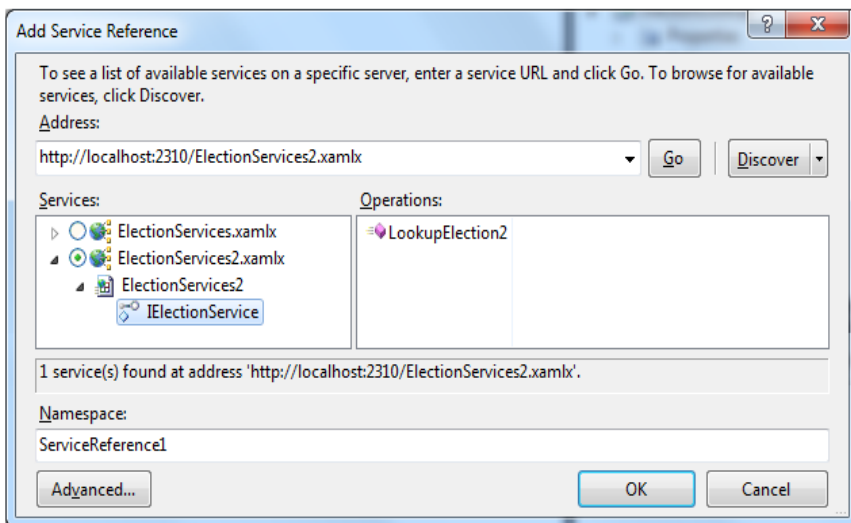 Add Service Reference
?
X
To see a list of available services on a specific server, enter a service URL and click Go. To browse for available
services, click Discover.
Address:
http://localhost:2310/ElectionServices2.xamlx
Go
Discover
Services:
Operations:
ElectionServices.xamlx
LookupElection2
ElectionServices2.xamlx
ElectionServices2
IElectionService
1 service(s) found at address 'http://localhost:2310/ElectionServices2.xamlx'.
Namespace:
ServiceReference1
Advanced...
OK
Cancel